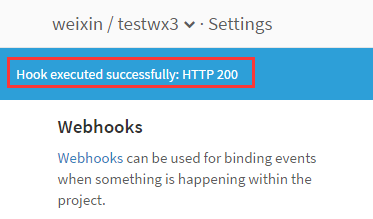 weixin / testwx3 · Settings
Hook executed successfully: HTTP 200
Webhooks
Webhooks can be used for binding events
when something is happening within the
project.